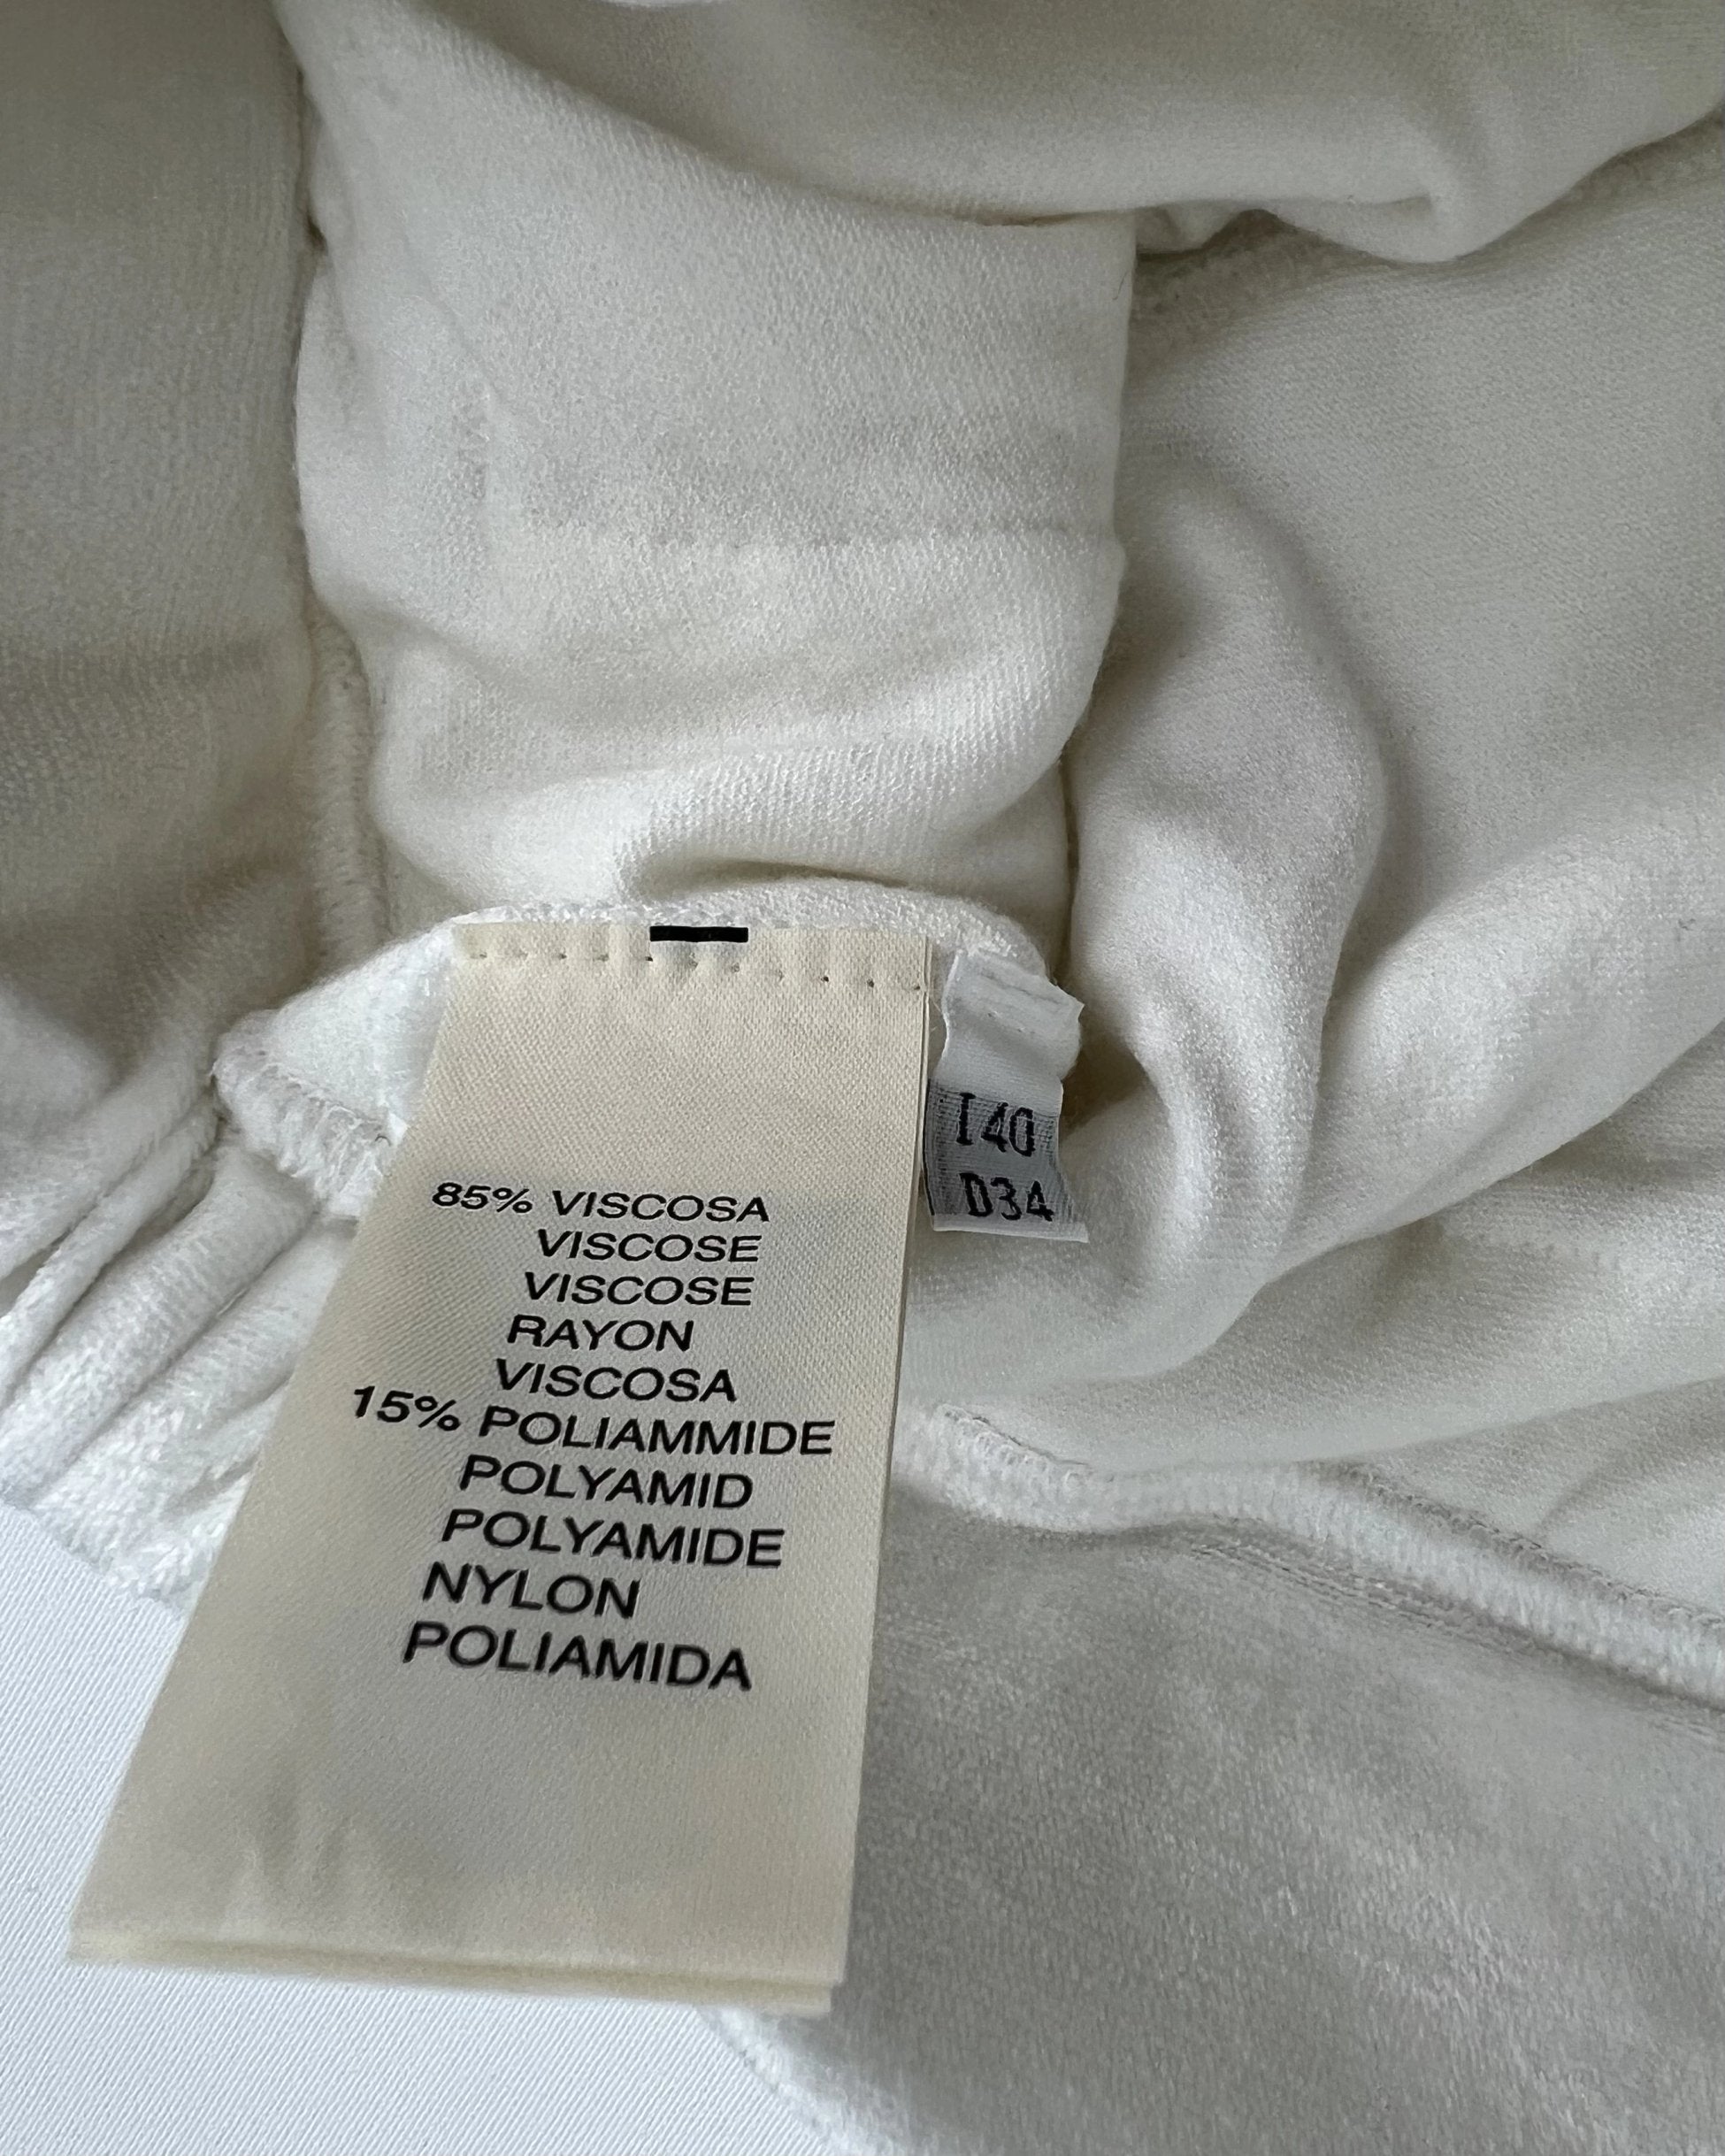 85% VISCOSA
VISCOSE
VISCOSE
RAYON
VISCOSA
15% POLIAMMIDE
POLYAMID
POLYAMIDE
NYLON
POLIAMIDA
I40
D34